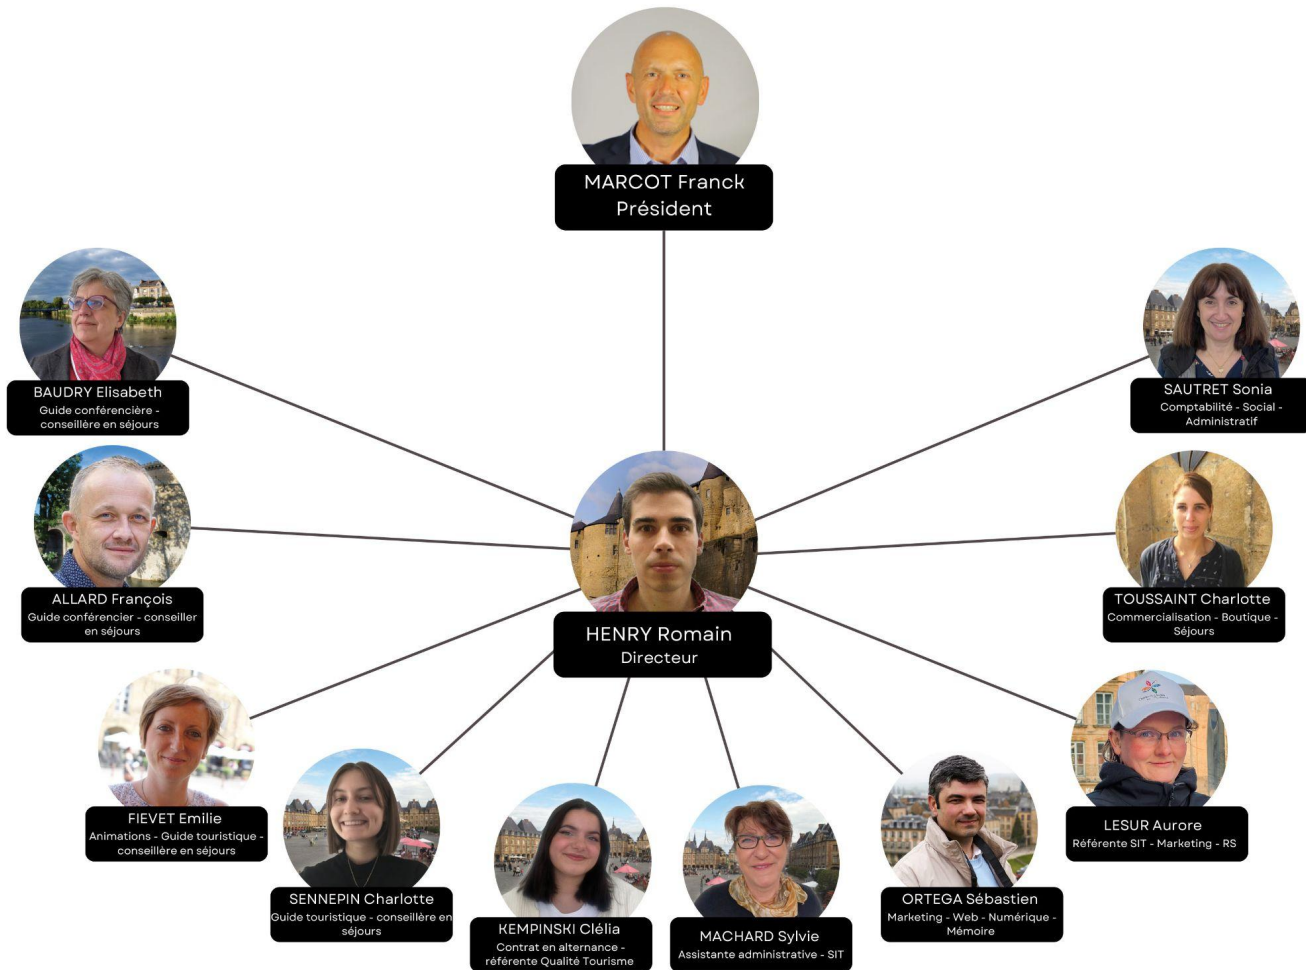 MARCOT Franck
Président
BAUDRY Elisabeth
Guide conférencière -
conseillère en séjours
SAUTRET Sonia
Comptabilité - Social -
Administratif
ALLARD François
Guide conférencier - conseiller
en séjours
TOUSSAINT Charlotte
Commercialisation - Boutique -
Séjours
HENRY Romain
Directeur
FIEVET Emilie
Animations - Guide touristique -
conseillère en séjours
LESUR Aurore
Référente SIT - Marketing - RS
SENNEPIN Charlotte
Guide touristique - conseillère en
séjours
KEMPINSKI Clélia
Contrat en alternance -
référente Qualité Tourisme
MACHARD Sylvie
Assistante administrative - SIT
ORTEGA Sébastien
Marketing - Web - Numérique -
Mémoire